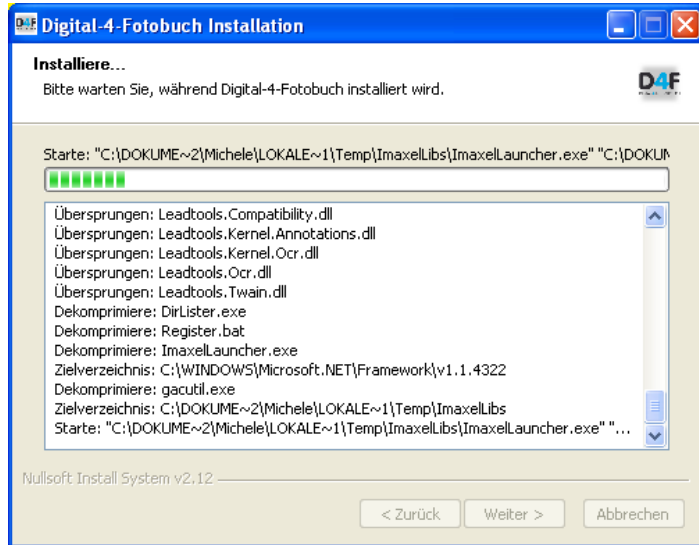 Digital-4-Fotobuch Installation
Installiere...
Bitte warten Sie, während Digital-4-Fotobuch installiert wird.
D4F
Starte: "C:\DOKUME~2\Michele\LOKALE~1\Temp\ImaxelLibs\ImaxelLauncher.exe" "C:\DOKUM
Übersprungen: Leadtools.Compatibility.dll
Übersprungen: Leadtools.Kernel.Annotations.dll
Übersprungen: Leadtools.Kernel.Ocr.dll
Übersprungen: Leadtools.Ocr.dll
Übersprungen: Leadtools.Twain.dll
Dekomprimiere: DirLister.exe
Dekomprimiere: Register.bat
Dekomprimiere: ImaxelLauncher.exe
Zielverzeichnis: C:\WINDOWS\Microsoft.NET\Framework\v1.1.4322
Dekomprimiere: gacutil.exe
Zielverzeichnis: C:\DOKUME~2\Michele\LOKALE~1\Temp\ImaxelLibs
Starte: "C:\DOKUME~2\Michele\LOKALE~1\Temp\ImaxelLibs\ImaxelLauncher.exe" "...
Nullsoft Install System v2.12
< Zurück
Weiter >
Abbrechen